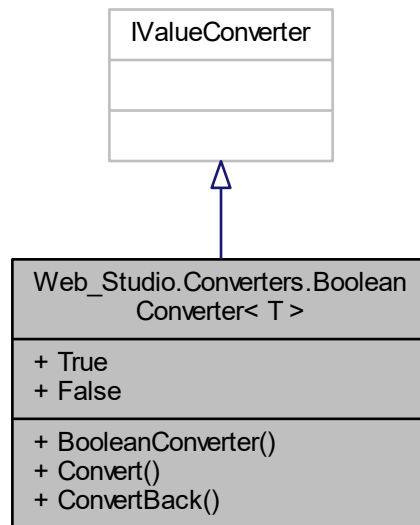 IValueConverter
Web_Studio.Converters.Boolean
Converter< T >
+ True
+ False
+ BooleanConverter()
+ Convert()
+ ConvertBack()